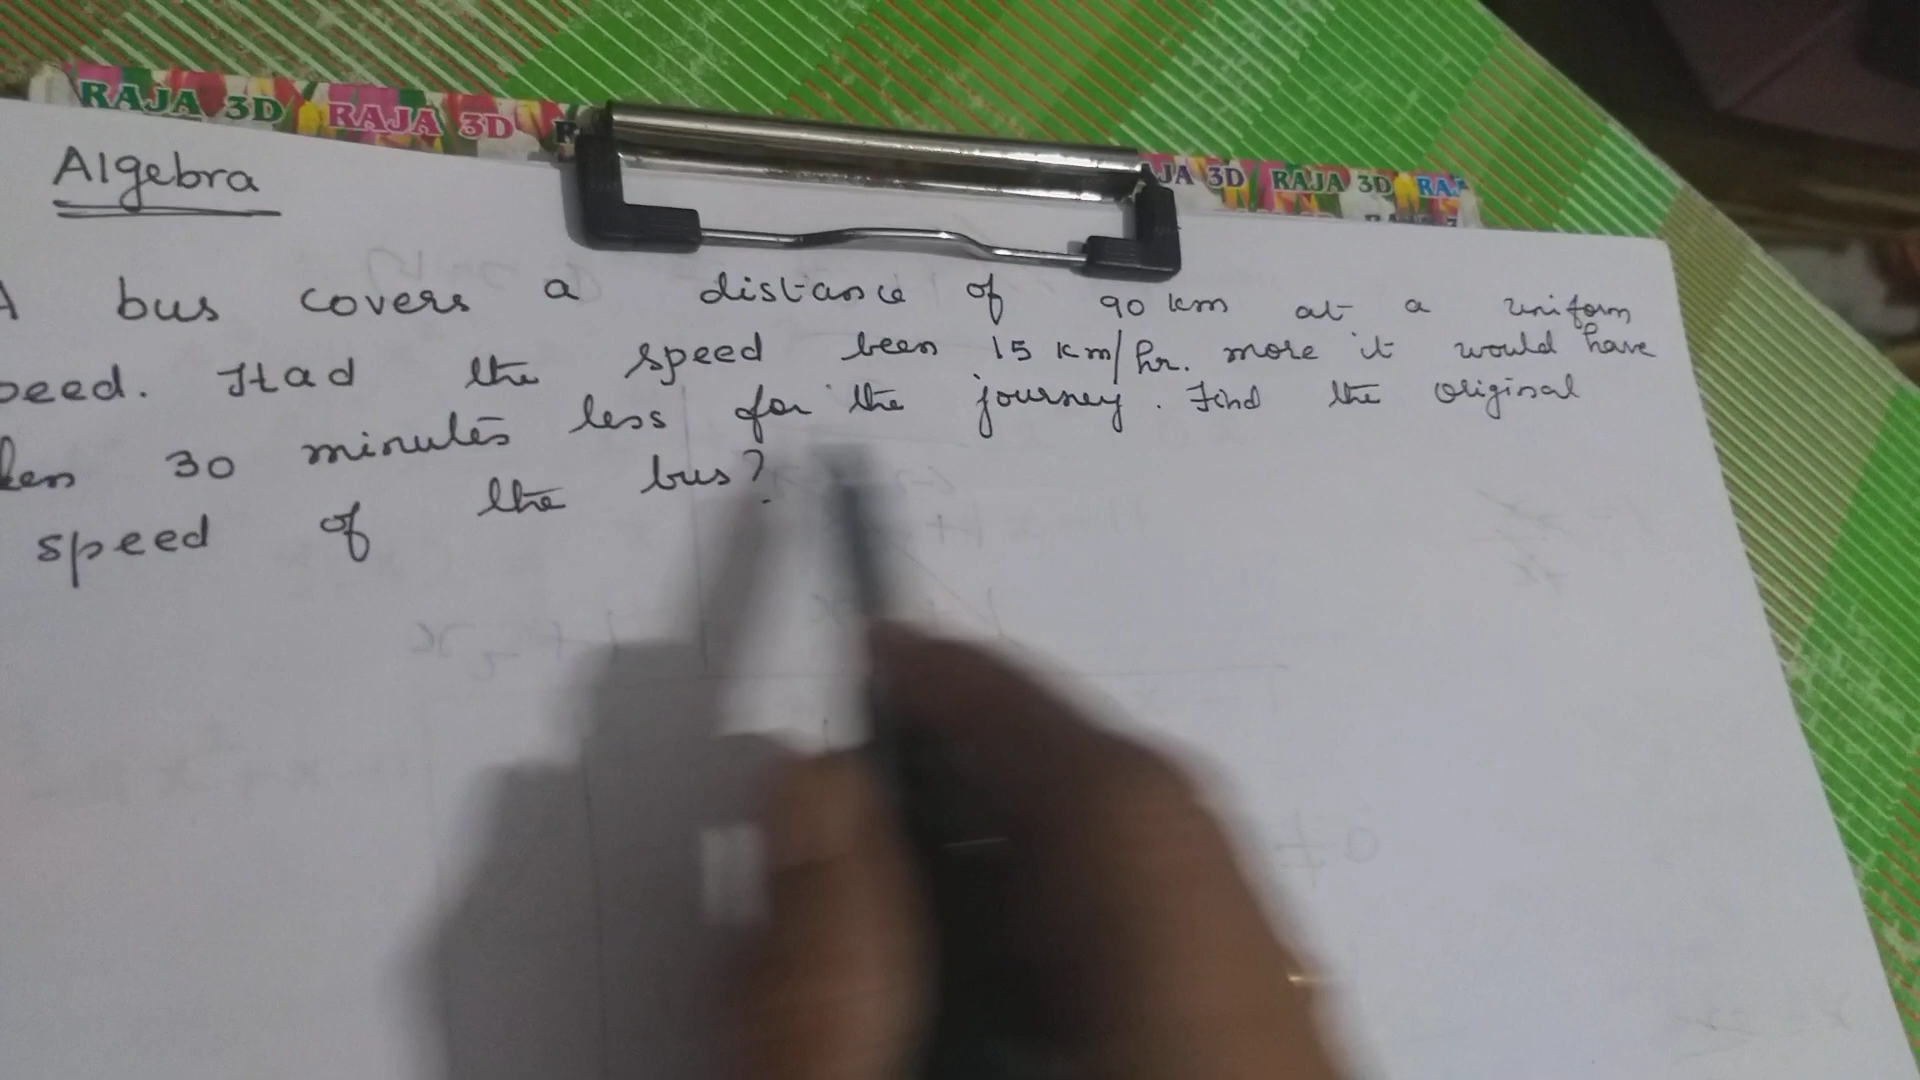 RAJA 3D RAJA 3D
JA 3D RAJA 3D RAJ
Algebra
A bus covers a distance of 90 km at a uniform
peed. Had the speed been 15 km/hr. more it would have
ken 30 minutes less for the journey. Find the original
speed of the bus?